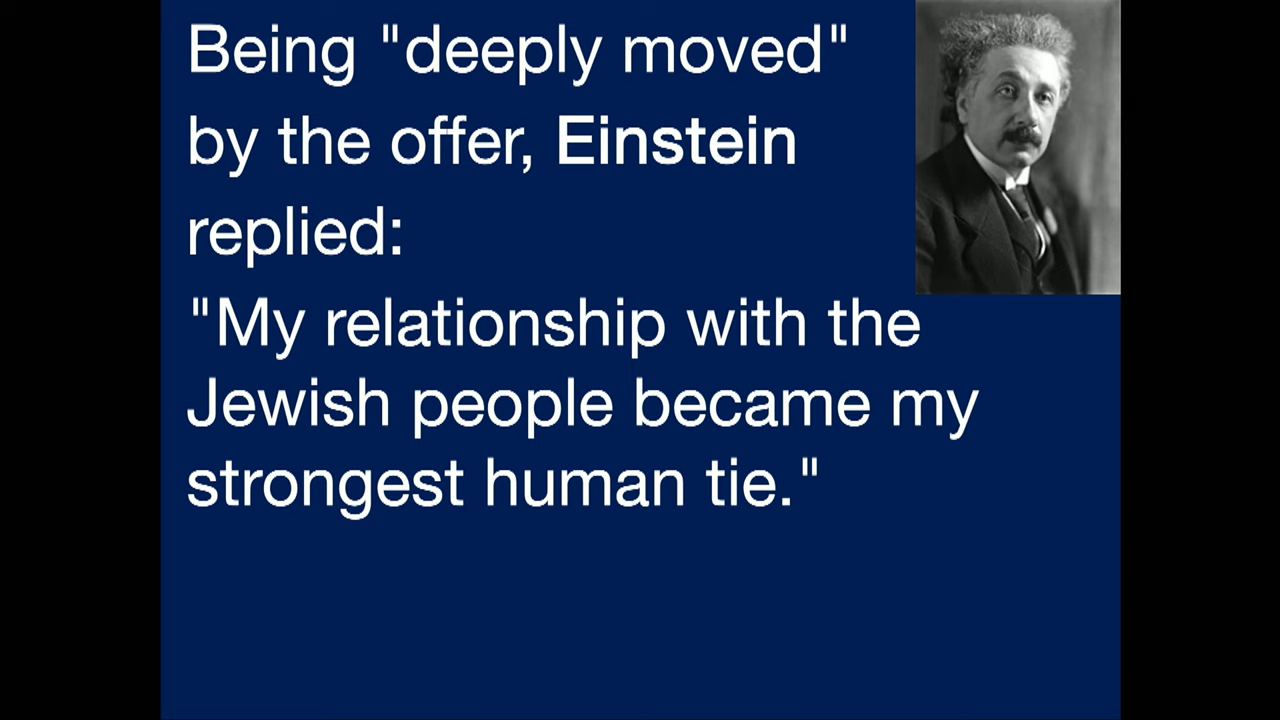 Being "deeply moved"
by the offer, Einstein
replied:
"My relationship with the
Jewish people became my
strongest human tie."